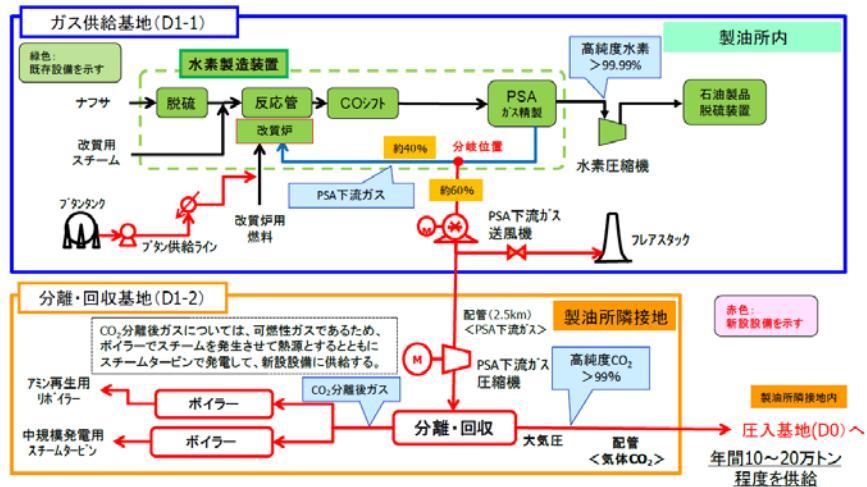 ガス供給基地(D1-1)
製油所内
緑色:
既存設備を示す
水素製造装置
高純度水素
>99.99%
ナフサ
脱硫
反応管
COシフト
PSA
ガス精製
石油製品
脱硫装置
改質炉
改質用
スチーム
約40%
分岐位置
水素圧縮機
PSA下流ガス
約60%
ブタンタンク
ブタン供給ライン
改質炉用
燃料
M
PSA下流ガス
送風機
フレアスタック
分離・回収基地(D1-2)
配管(2.5km)
<PSA下流ガス>
製油所隣接地
赤色:
新設設備を示す
CO2分離後ガスについては、可燃性ガスであるため、
ボイラーでスチームを発生させて熱源とするとともに
スチームタービンで発電して、新設設備に供給する。
M
PSA下流ガス
圧縮機
高純度CO2
>99%
アミン再生用
リボイラー
ボイラー
CO2分離後ガス
製油所隣接地内
中規模発電用
スチームタービン
ボイラー
分離・回収
大気圧
配管
<気体CO2>
圧入基地(D0)へ
年間10~20万トン
程度を供給